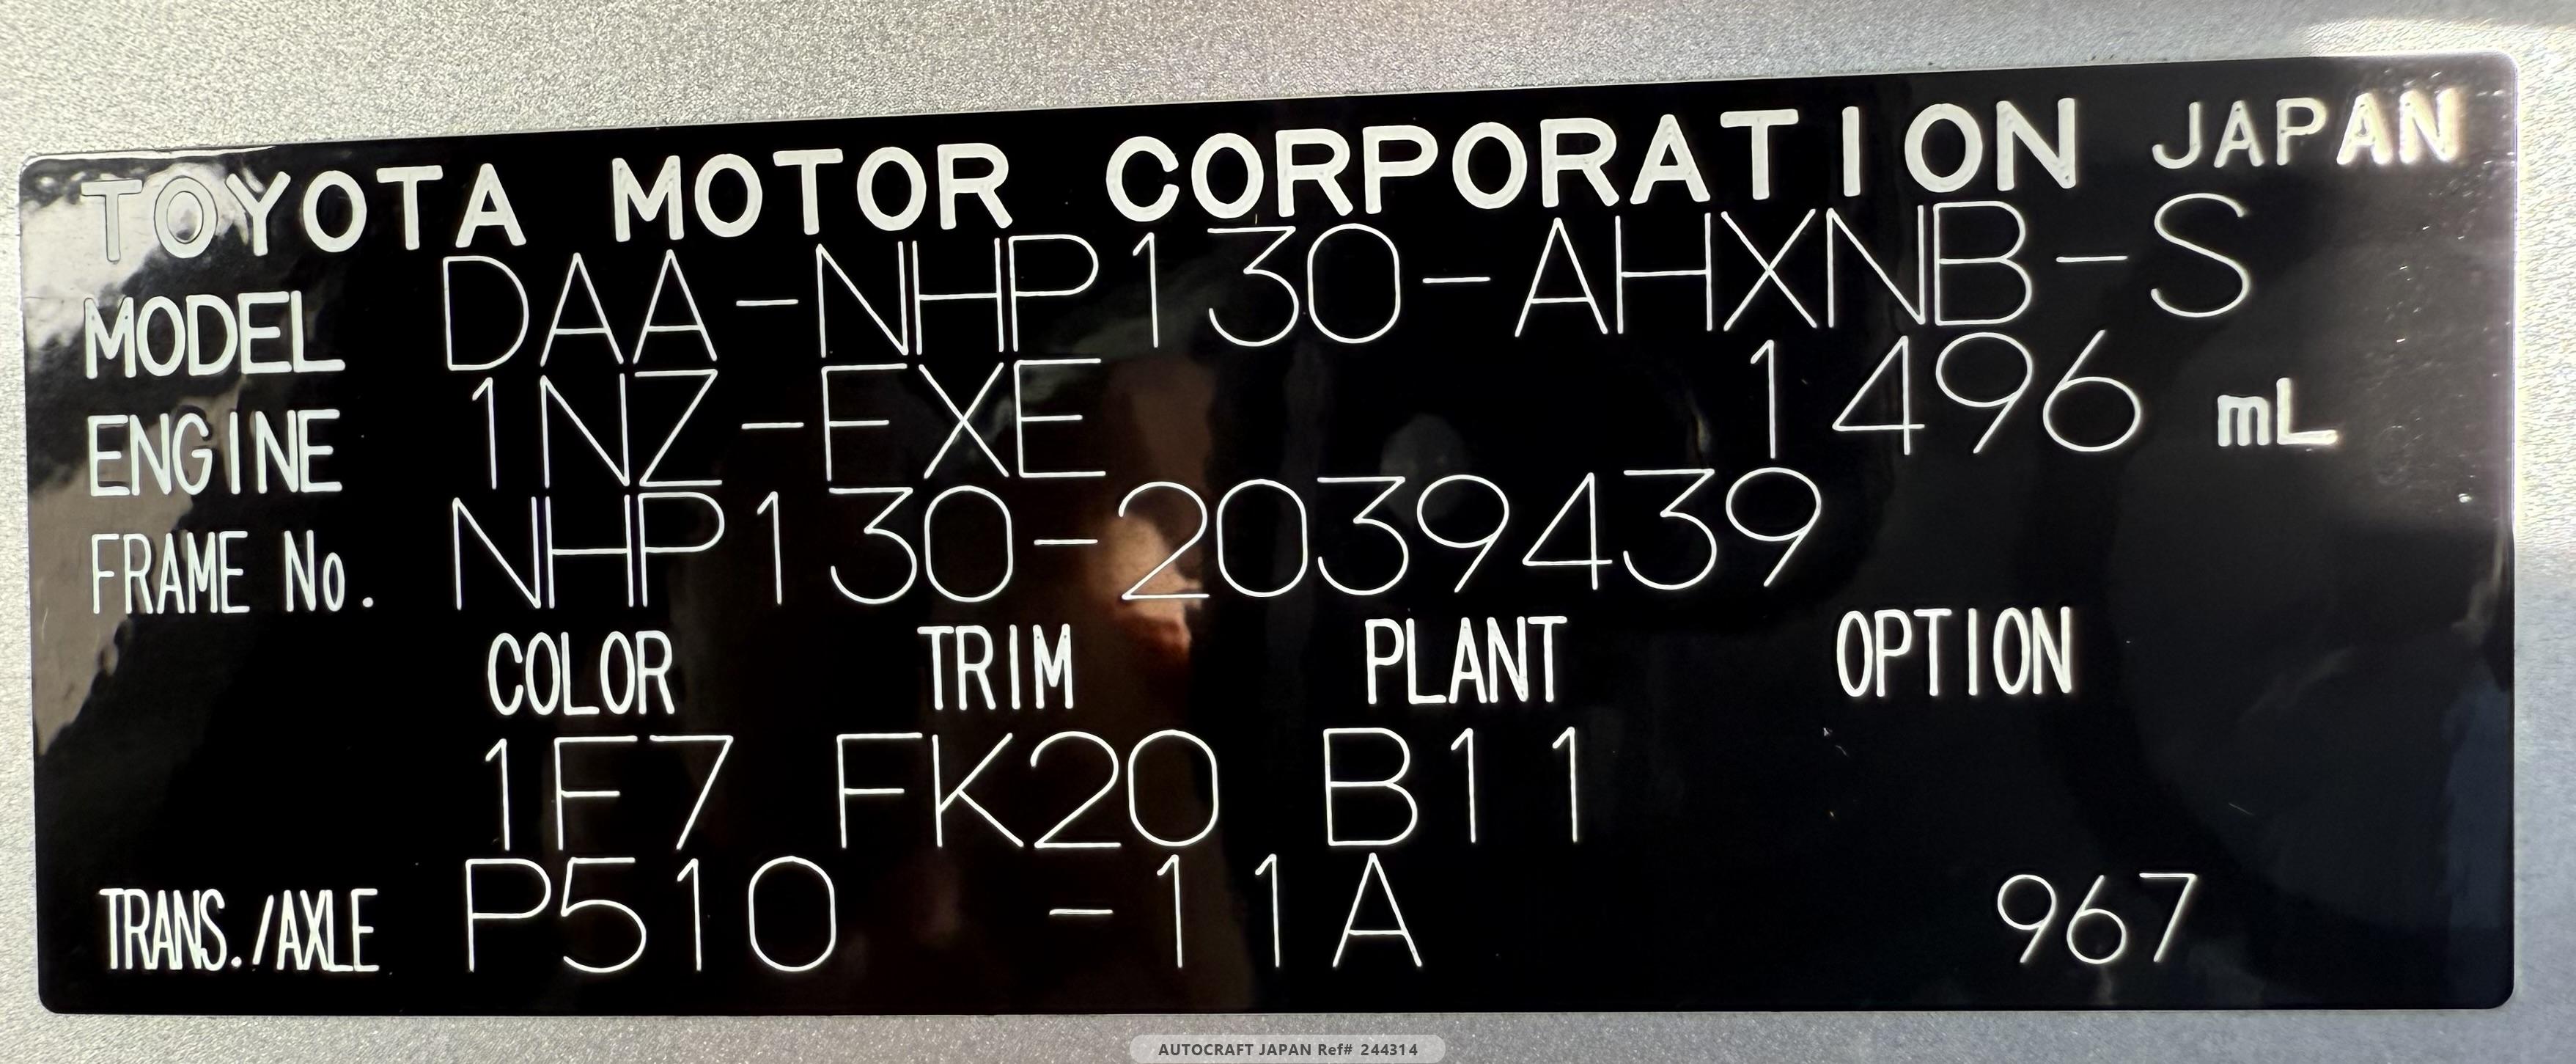 TOYOTA MOTOR CORPORATION JAPAN
MODEL DAA-NHP130-AHXNB-S
ENGINE 1NZ-FXE 1496 mL
FRAME No. NHP130-2039439
COLOR TRIM PLANT OPTION
1F7 FK20 B11
TRANS./AXLE P510 -11A 967
AUTOCRAFT JAPAN Ref# 244314